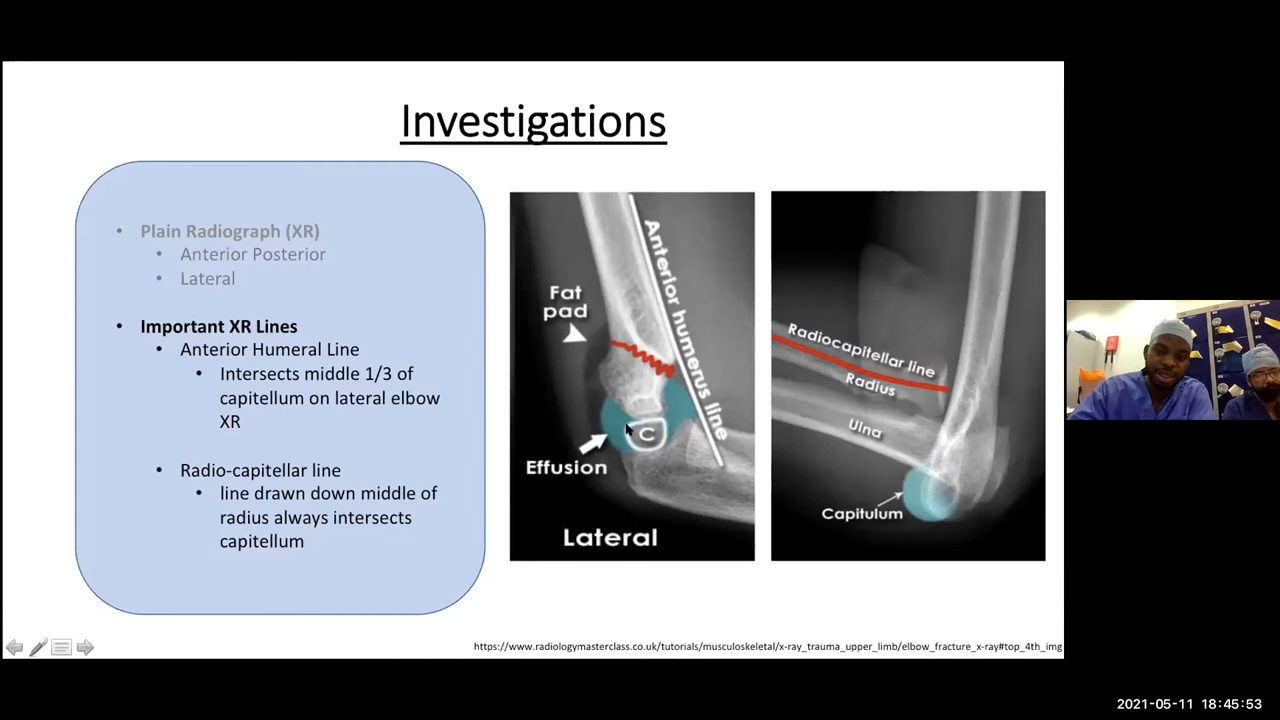 Investigations
Plain Radiograph (XR)
Anterior Posterior
Lateral
Important XR Lines
Anterior Humeral Line
Intersects middle 1/3 of
capitellum on lateral elbow
XR
Radio-capitellar line
line drawn down middle of
radius always intersects
capitellum
Anterior humerus line
Fat
pad
C
Effusion
Lateral
Radiocapitellar line
Radius
Ulna
Capitulum
https://www.radiologymasterclass.co.uk/tutorials/musculoskeletal/x-ray_trauma_upper_limb/elbow_fracture_x-ray#top_4th_img
2021-05-11 18:45:53